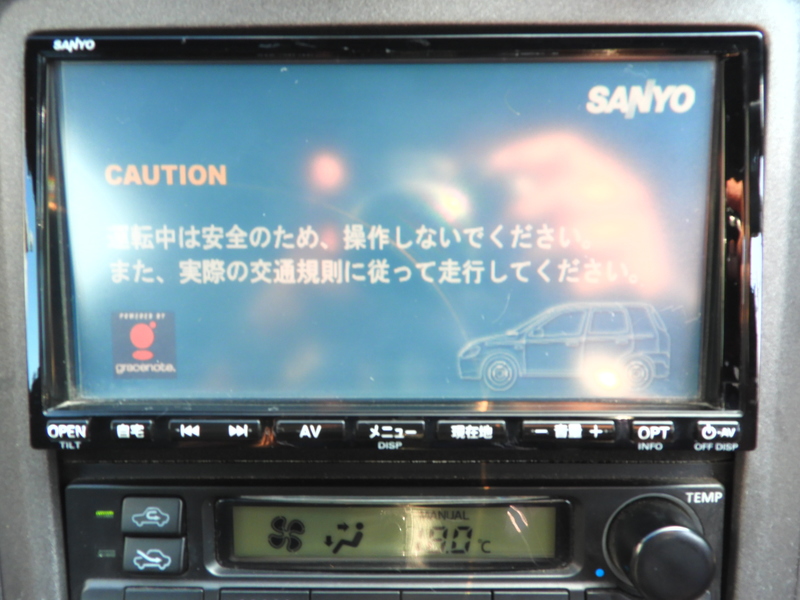 SANYO
SANYO
CAUTION
運転中は安全のため、操作しないでください。
また、実際の交通規則に従って走行してください。
POWERED BY
gracenote.
OPEN 自宅 AV メニュー 現在地 － 音量 ＋ OPT AV
TILT DISP INFO OFF DISP
TEMP
MANUAL
℃